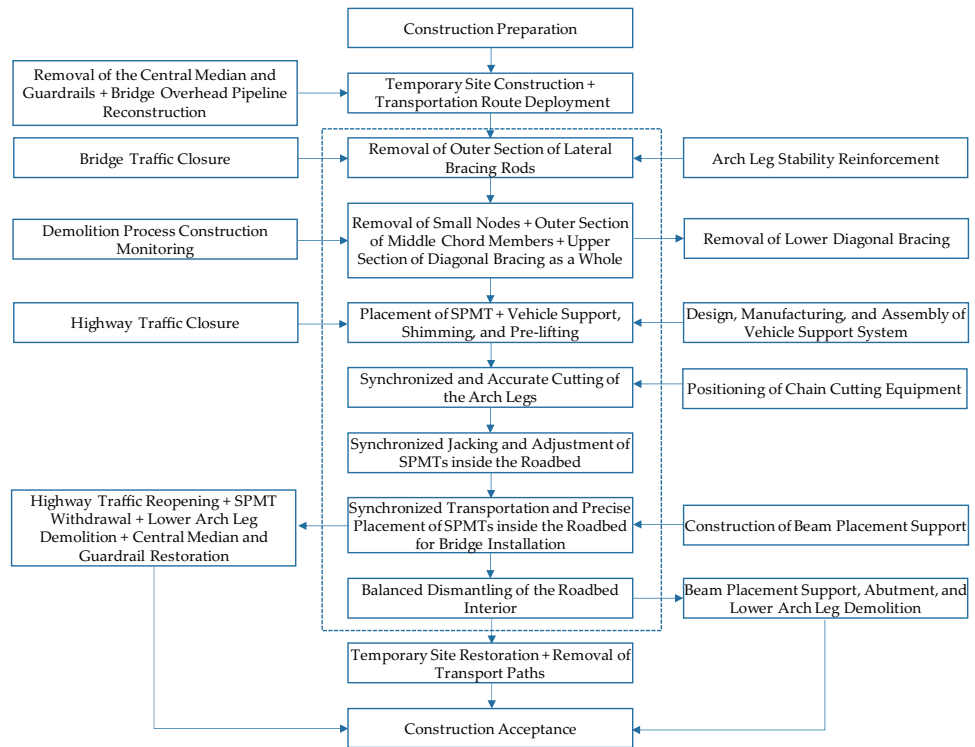 Construction Preparation
Removal of the Central Median and
Guardrails + Bridge Overhead Pipeline
Reconstruction
Temporary Site Construction +
Transportation Route Deployment
Bridge Traffic Closure
Removal of Outer Section of Lateral
Bracing Rods
Arch Leg Stability Reinforcement
Demolition Process Construction
Monitoring
Removal of Small Nodes + Outer Section
of Middle Chord Members + Upper
Section of Diagonal Bracing as a Whole
Removal of Lower Diagonal Bracing
Highway Traffic Closure
Placement of SPMT + Vehicle Support,
Shimming, and Pre-lifting
Design, Manufacturing, and Assembly of
Vehicle Support System
Synchronized and Accurate Cutting of
the Arch Legs
Positioning of Chain Cutting Equipment
Synchronized Jacking and Adjustment of
SPMTs inside the Roadbed
Highway Traffic Reopening + SPMT
Withdrawal + Lower Arch Leg
Demolition + Central Median and
Guardrail Restoration
Synchronized Transportation and Precise
Placement of SPMTs inside the Roadbed
for Bridge Installation
Construction of Beam Placement Support
Balanced Dismantling of the Roadbed
Interior
Beam Placement Support, Abutment, and
Lower Arch Leg Demolition
Temporary Site Restoration + Removal of
Transport Paths
Construction Acceptance